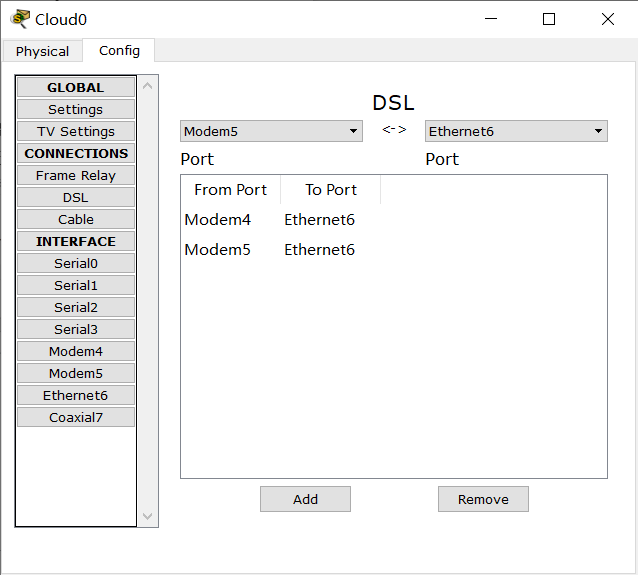 Cloud0
Physical Config
GLOBAL
Settings
TV Settings
CONNECTIONS
Frame Relay
DSL
Cable
INTERFACE
Serial0
Serial1
Serial2
Serial3
Modem4
Modem5
Ethernet6
Coaxial7
DSL
Modem5 <-> Ethernet6
Port Port
From Port To Port
Modem4 Ethernet6
Modem5 Ethernet6
Add Remove